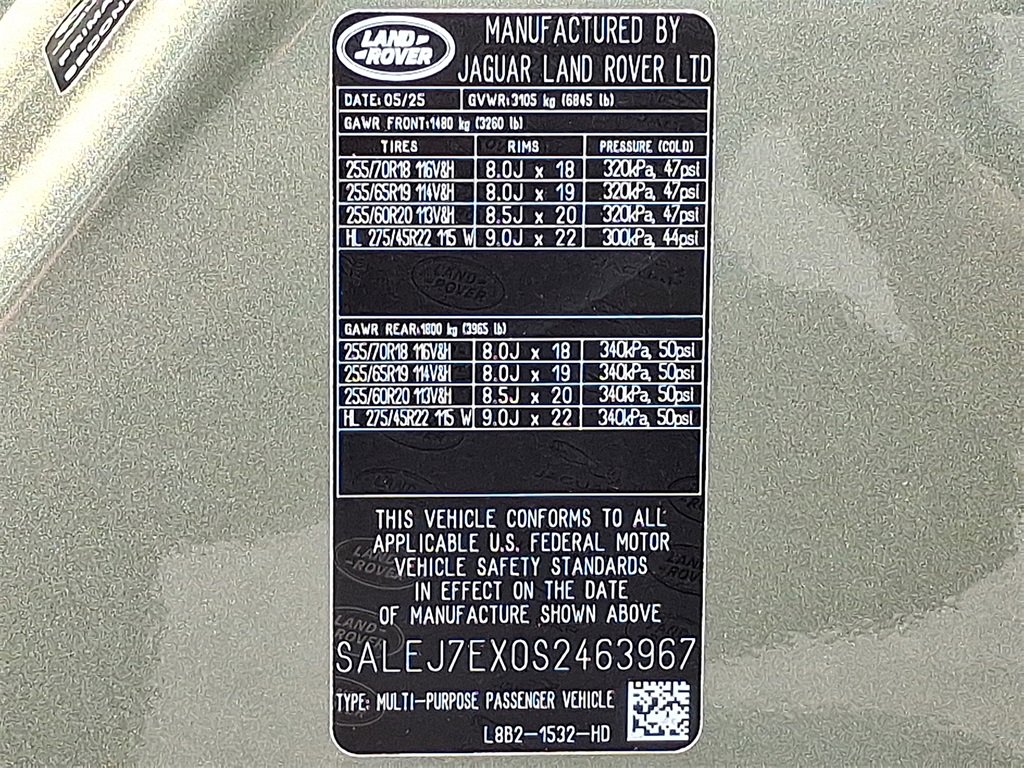 LAND ROVER
MANUFACTURED BY
JAGUAR LAND ROVER LTD
DATE: 05/25 GVWR: 3105 kg (6845 lb)
GAWR FRONT: 1480 kg (3260 lb)
TIRES RIMS PRESSURE (COLD)
255/70R18 116V&H 8.0J x 18 320kPa, 47psi
255/65R19 114V&H 8.0J x 19 320kPa, 47psi
255/60R20 113V&H 8.5J x 20 320kPa, 47psi
HL 275/45R22 115 W 9.0J x 22 300kPa, 44psi
GAWR REAR: 1800 kg (3965 lb)
255/70R18 116V&H 8.0J x 18 340kPa, 50psi
255/65R19 114V&H 8.0J x 19 340kPa, 50psi
255/60R20 113V&H 8.5J x 20 340kPa, 50psi
HL 275/45R22 115 W 9.0J x 22 340kPa, 50psi
THIS VEHICLE CONFORMS TO ALL
APPLICABLE U.S. FEDERAL MOTOR
VEHICLE SAFETY STANDARDS
IN EFFECT ON THE DATE
OF MANUFACTURE SHOWN ABOVE
SALEJ7EX0S2463967
TYPE: MULTI-PURPOSE PASSENGER VEHICLE
L8B2-1532-HD